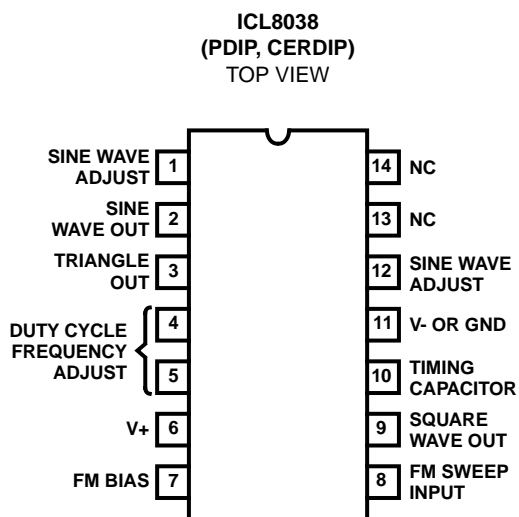 ICL8038
(PDIP, CERDIP)
TOP VIEW
SINE WAVE
ADJUST
1
SINE
WAVE OUT
2
TRIANGLE
OUT
3
DUTY CYCLE
FREQUENCY
ADJUST
4
5
V+
6
FM BIAS
7
14
NC
13
NC
12
SINE WAVE
ADJUST
11
V- OR GND
10
TIMING
CAPACITOR
9
SQUARE
WAVE OUT
8
FM SWEEP
INPUT